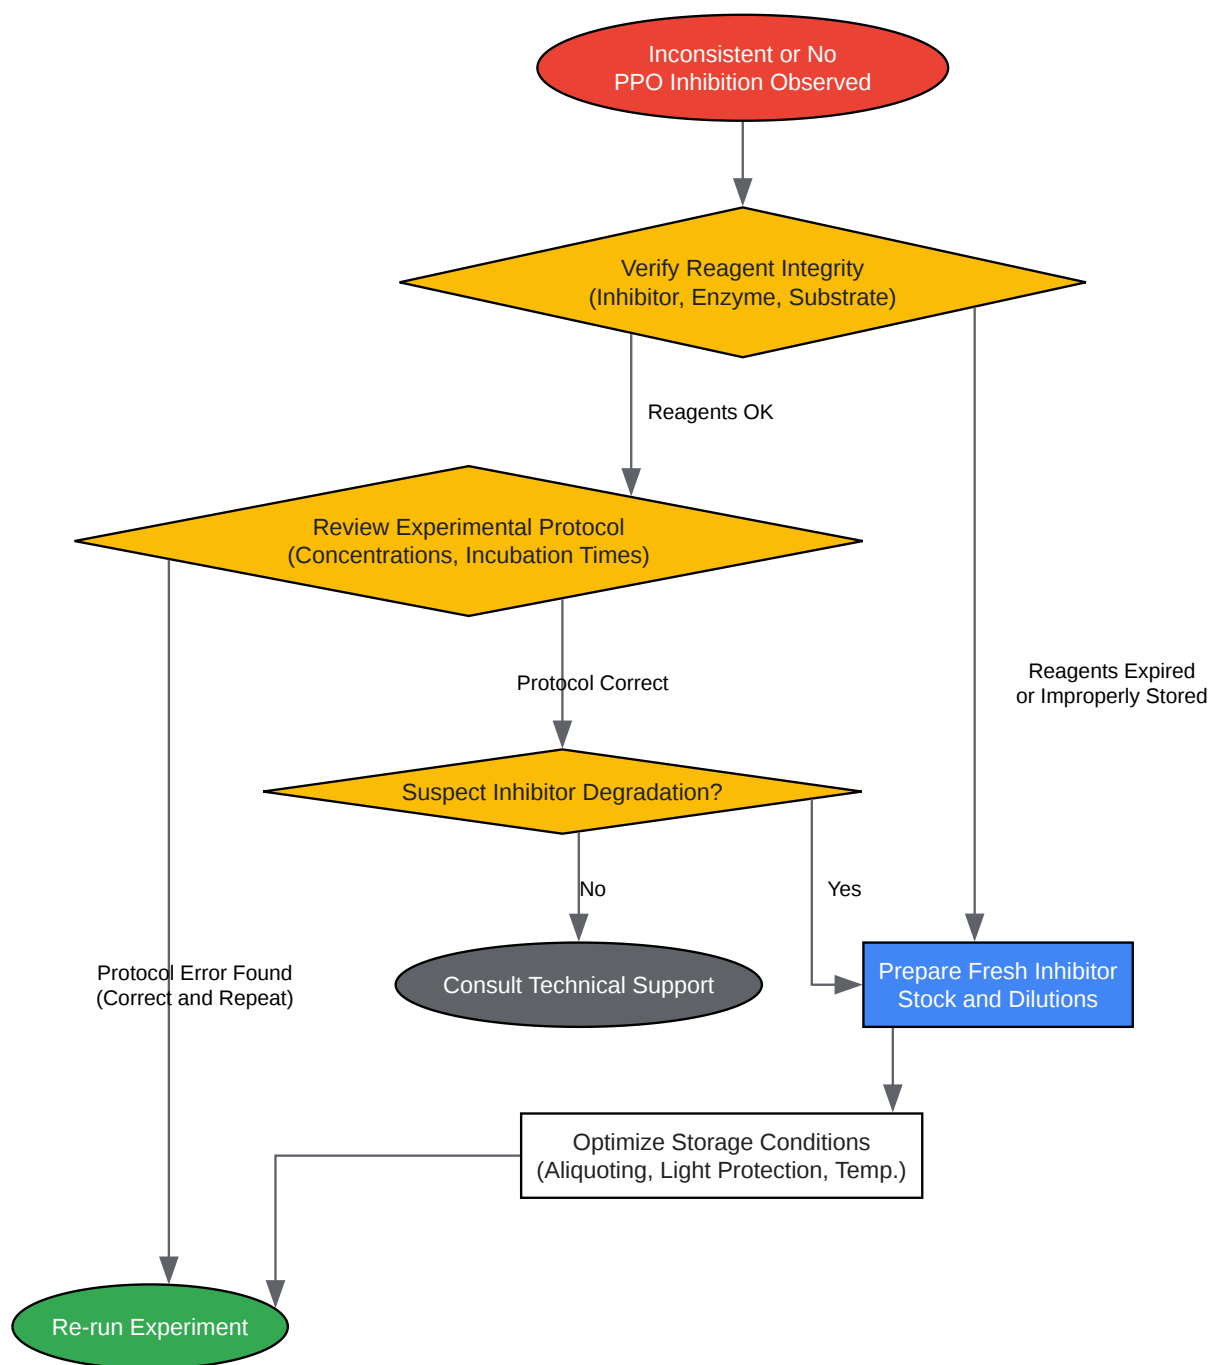 Inconsistent or No
PPO Inhibition Observed
Verify Reagent Integrity
(Inhibitor, Enzyme, Substrate)
Reagents OK
Review Experimental Protocol
(Concentrations, Incubation Times)
Reagents Expired
or Improperly Stored
Protocol Correct
Suspect Inhibitor Degradation?
No
Yes
Protocol Error Found
(Correct and Repeat)
Consult Technical Support
Prepare Fresh Inhibitor
Stock and Dilutions
Optimize Storage Conditions
(Aliquoting, Light Protection, Temp.)
Re-run Experiment